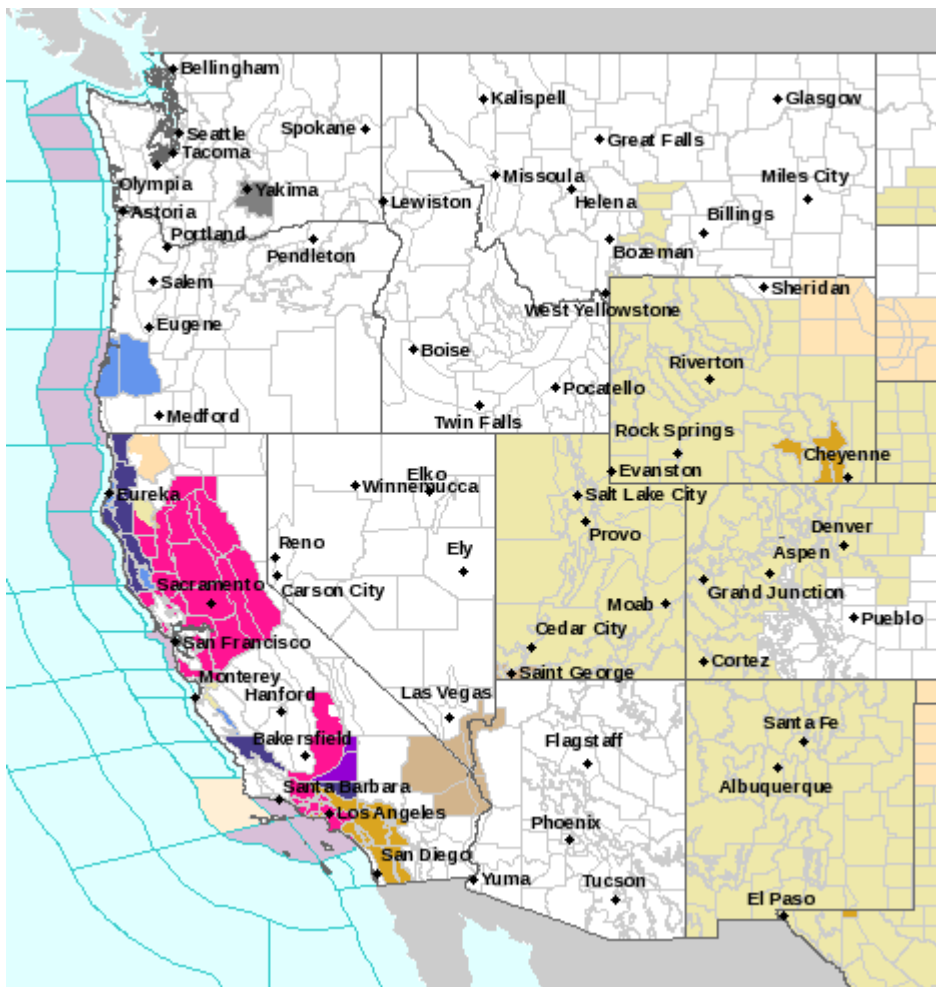 Bellingham
Kalispell
Glasgow
Seattle
Spokane
Great Falls
Tacoma
Olympia
Missoula
Miles City
Yakima
Helena
Astoria
Lewiston
Billings
Portland
Pendleton
Bozeman
Salem
Sheridan
West Yellowstone
Eugene
Boise
Riverton
Pocatello
Medford
Twin Falls
Rock Springs
Cheyenne
Evanston
Elko
Winnemucca
Eureka
Salt Lake City
Provo
Denver
Reno
Ely
Aspen
Sacramento
Carson City
Grand Junction
Moab
Pueblo
San Francisco
Cedar City
Cortez
Monterey
Saint George
Hanford
Las Vegas
Santa Fe
Bakersfield
Flagstaff
Albuquerque
Santa Barbara
Los Angeles
Phoenix
San Diego
Yuma
Tucson
El Paso